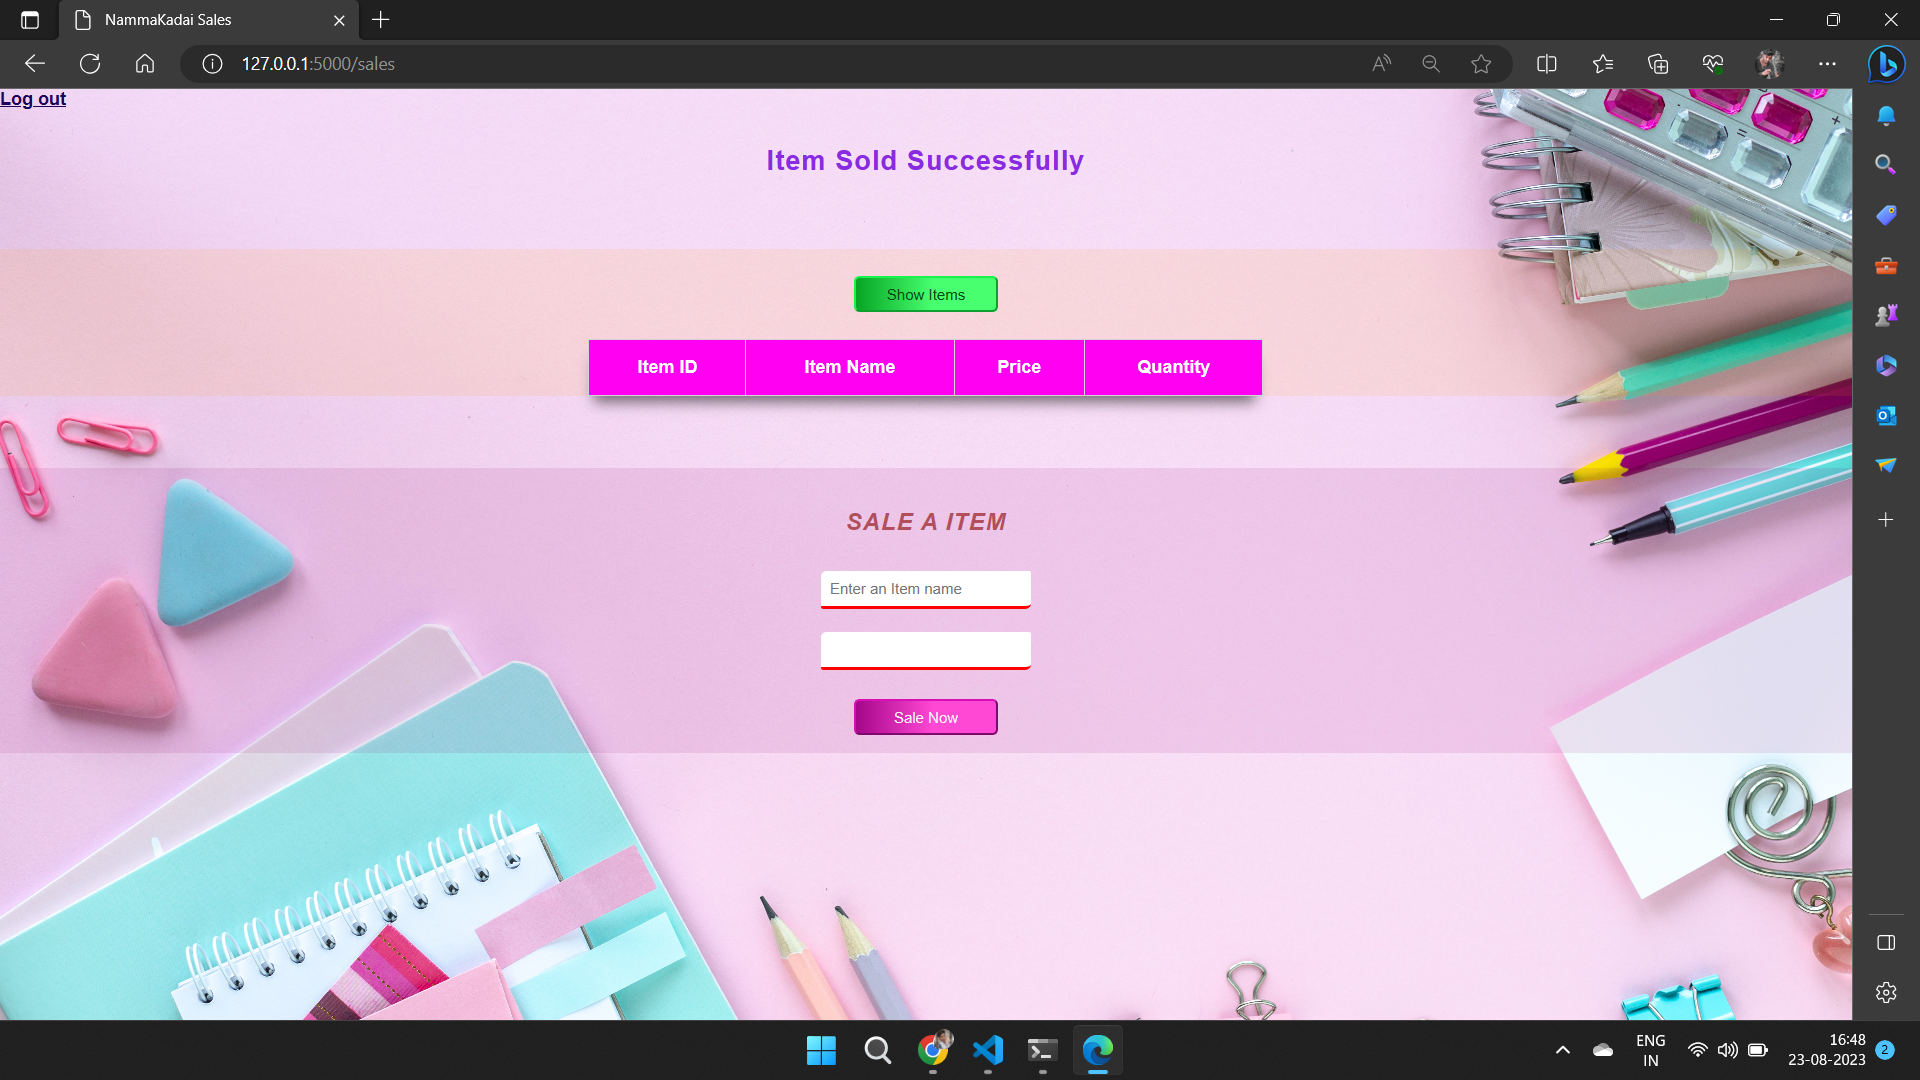 NammaKadai Sales
127.0.0.1:5000/sales
Log out
Item Sold Successfully
Show Items
Item ID Item Name Price Quantity
SALE A ITEM
Enter an Item name
Sale Now
ENG
IN
16:48
23-08-2023
2